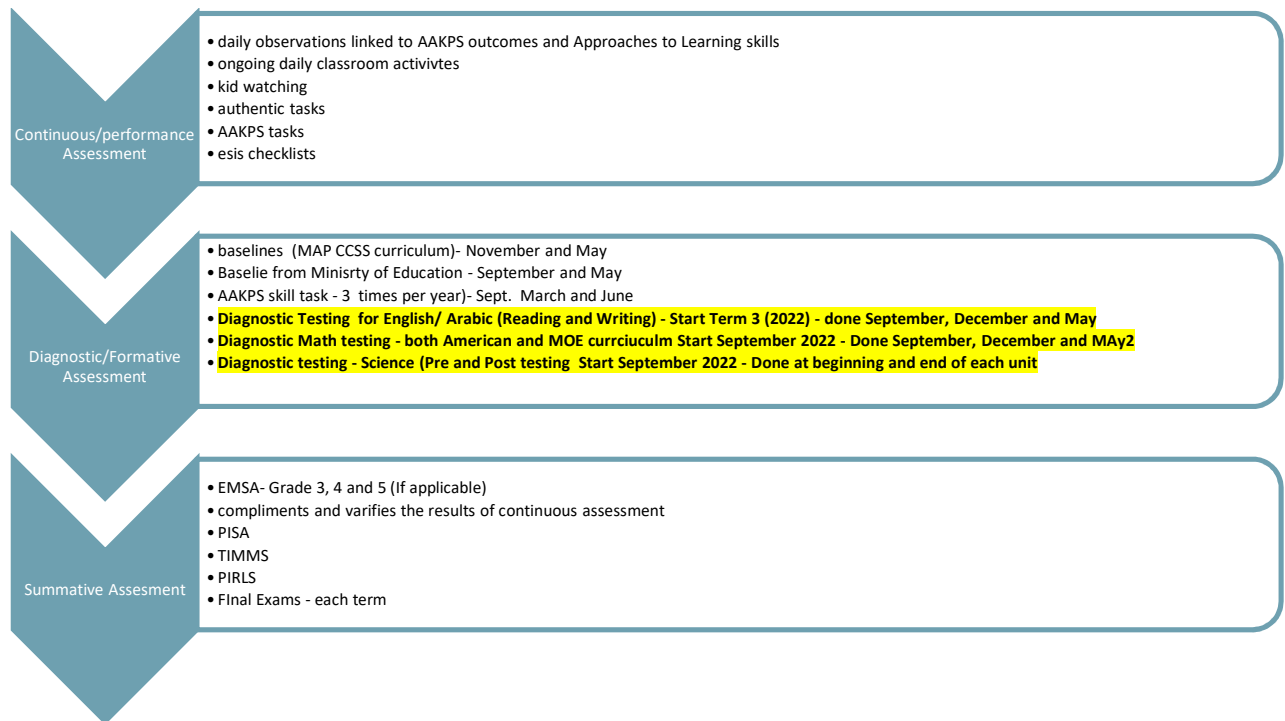 Continuous/performance
Assessment
• daily observations linked to AAKPS outcomes and Approaches to Learning skills
• ongoing daily classroom activivtes
• kid watching
• authentic tasks
• AAKPS tasks
• esis checklists
Diagnostic/Formative
Assessment
• baselines (MAP CCSS curriculum)- November and May
• Baselie from Minisrty of Education - September and May
• AAKPS skill task - 3 times per year)- Sept. March and June
• Diagnostic Testing for English/ Arabic (Reading and Writing) - Start Term 3 (2022) - done September, December and May
• Diagnostic Math testing - both American and MOE currciuculm Start September 2022 - Done September, December and MAy2
• Diagnostic testing - Science (Pre and Post testing Start September 2022 - Done at beginning and end of each unit
Summative Assesment
• EMSA- Grade 3, 4 and 5 (If applicable)
• compliments and varifies the results of continuous assessment
• PISA
• TIMMS
• PIRLS
• FInal Exams - each term